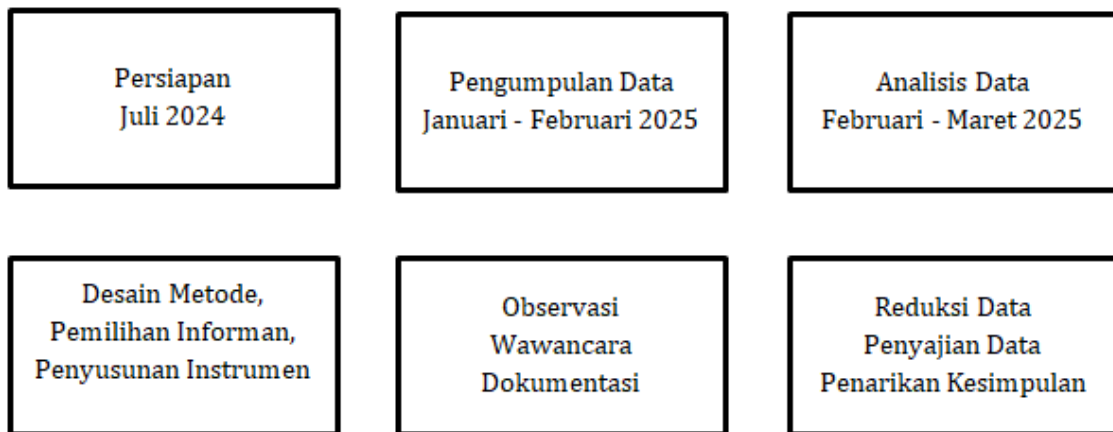 Persiapan
Juli 2024
Pengumpulan Data
Januari - Februari 2025
Analisis Data
Februari - Maret 2025
Desain Metode,
Pemilihan Informan,
Penyusunan Instrumen
Observasi
Wawancara
Dokumentasi
Reduksi Data
Penyajian Data
Penarikan Kesimpulan